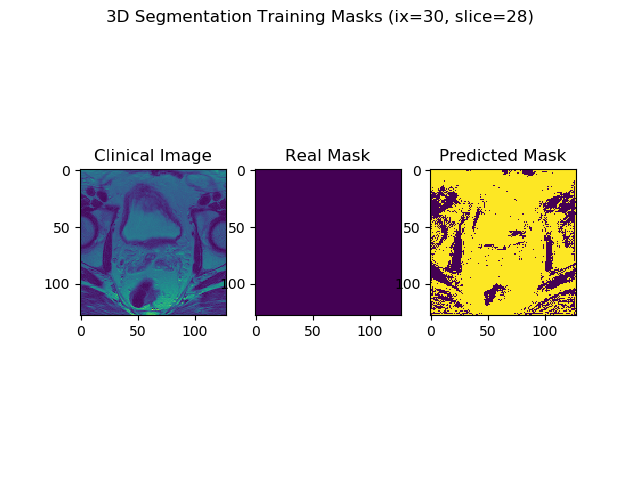 3D Segmentation Training Masks (ix=30, slice=28)
Clinical Image Real Mask Predicted Mask
0 0 0
50 50 50
100 100 100
0 50 100 0 50 100 0 50 100